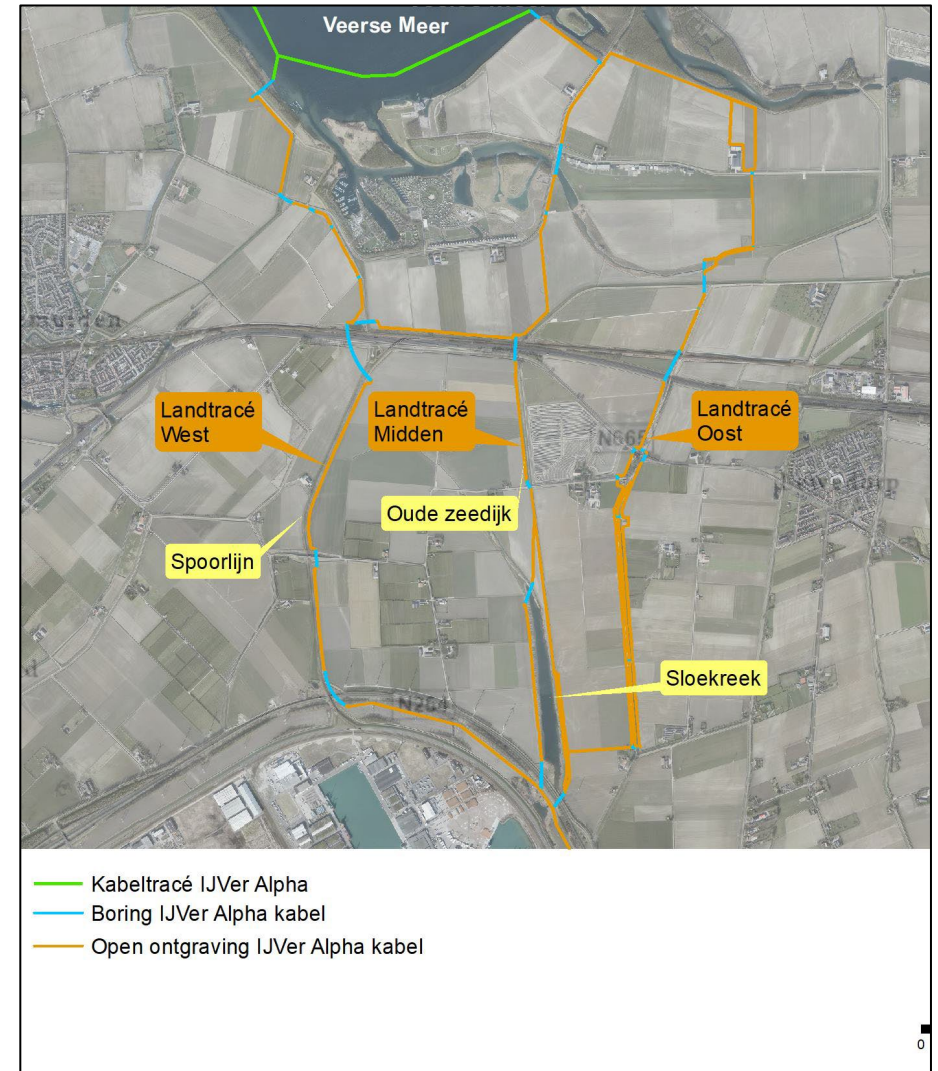 Veerse Meer
Landtracé
West
Landtracé
Midden
Landtracé
Oost
Oude zeedijk
Spoorlijn
Sloekreek
Kabeltracé IJVer Alpha
Boring IJVer Alpha kabel
Open ontgraving IJVer Alpha kabel
0